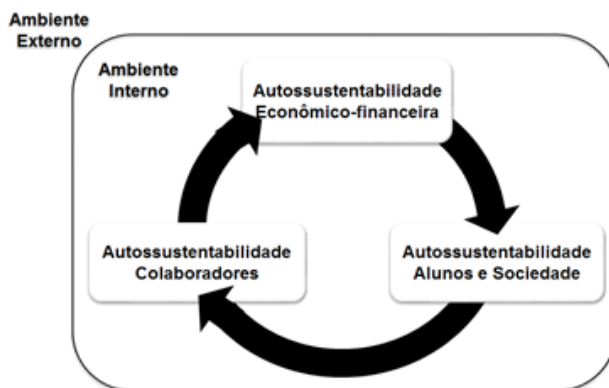 Ambiente
Externo
Ambiente
Interno
Autossustentabilidade
Econômico-financeira
Autossustentabilidade
Colaboradores
Autossustentabilidade
Alunos e Sociedade